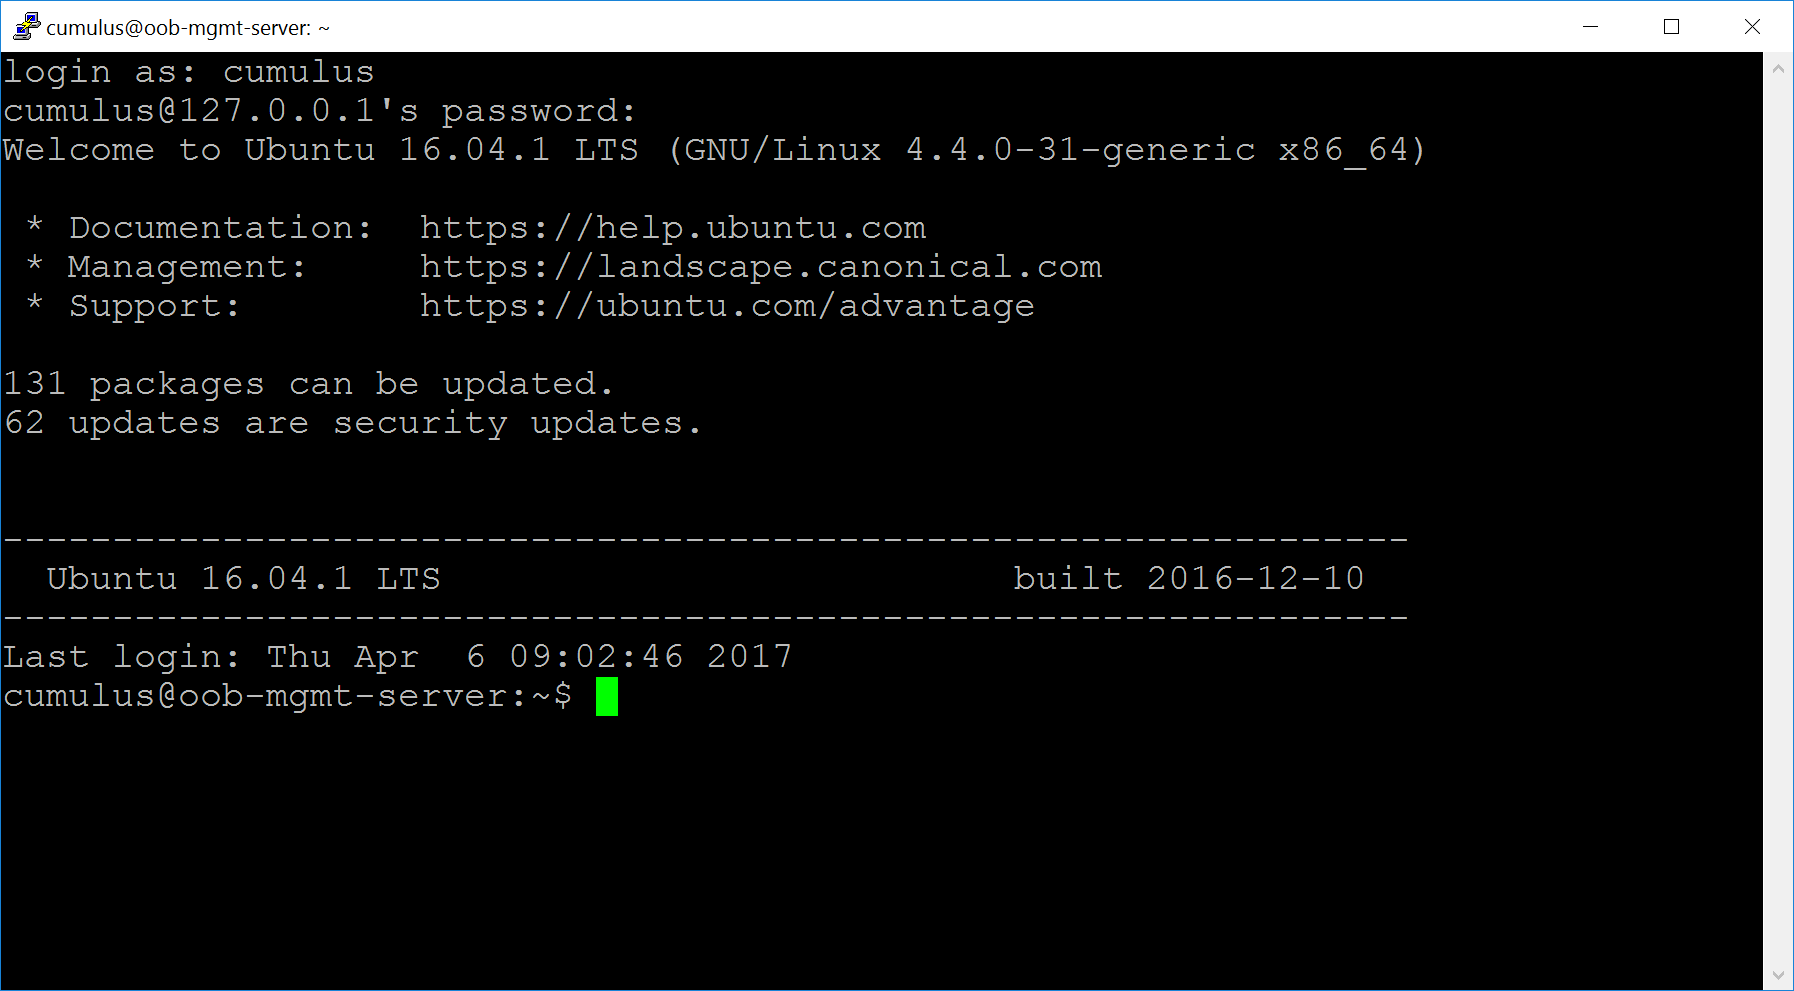 cumulus@oob-mgmt-server: ~
login as: cumulus
cumulus@127.0.0.1's password:
Welcome to Ubuntu 16.04.1 LTS (GNU/Linux 4.4.0-31-generic x86_64)
 * Documentation:  https://help.ubuntu.com
 * Management:     https://landscape.canonical.com
 * Support:        https://ubuntu.com/advantage
131 packages can be updated.
62 updates are security updates.
----------------------------------------------------------------
  Ubuntu 16.04.1 LTS                          built 2016-12-10
----------------------------------------------------------------
Last login: Thu Apr  6 09:02:46 2017
cumulus@oob-mgmt-server:~$